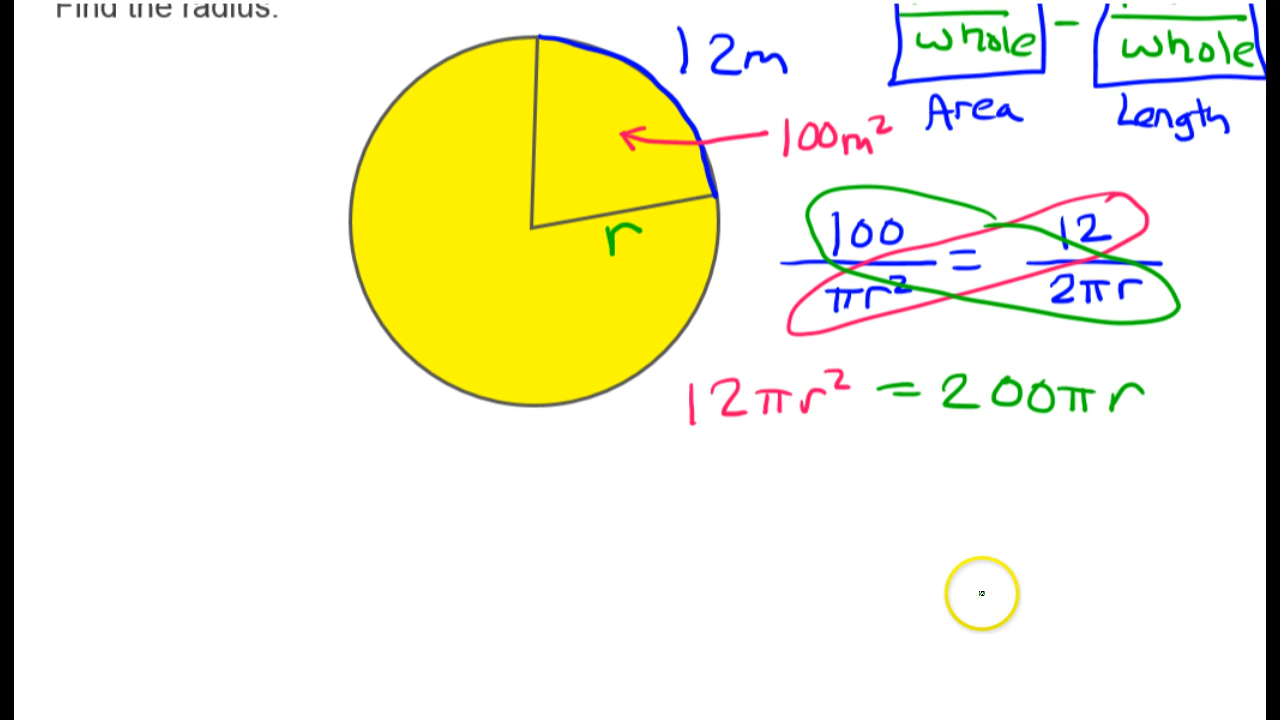 Find the radius.
12m
whole - whole
Area Length
100m²
r
100/πr² = 12/2πr
12πr² = 200πr